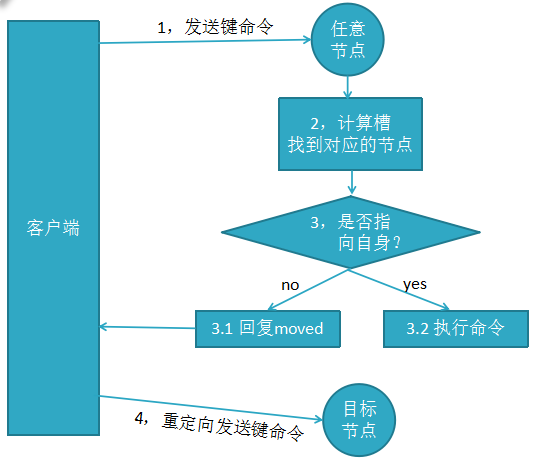 1，发送键命令
任意
节点
2，计算槽
找到对应的节点
客户端
3，是否指
向自身？
no
yes
3.1 回复moved
3.2 执行命令
4，重定向发送键命令
目标
节点